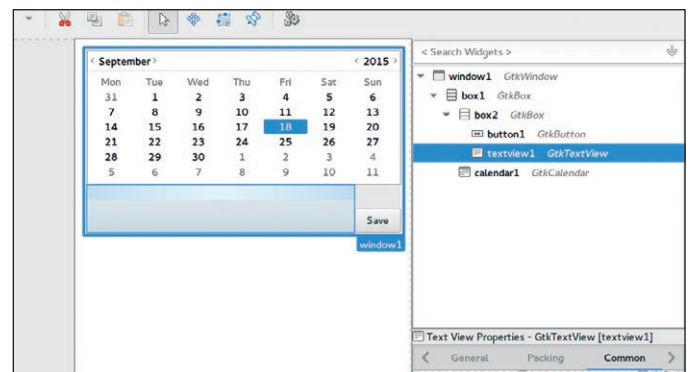 ‹ September ›
‹ 2015 ›
Mon Tue Wed Thu Fri Sat Sun
31 1 2 3 4 5 6
7 8 9 10 11 12 13
14 15 16 17 18 19 20
21 22 23 24 25 26 27
28 29 30 1 2 3 4
5 6 7 8 9 10 11
Save
window1
< Search Widgets >
window1 GtkWindow
box1 GtkBox
box2 GtkBox
button1 GtkButton
textview1 GtkTextView
calendar1 GtkCalendar
Text View Properties - GtkTextView [textview1]
General Packing Common